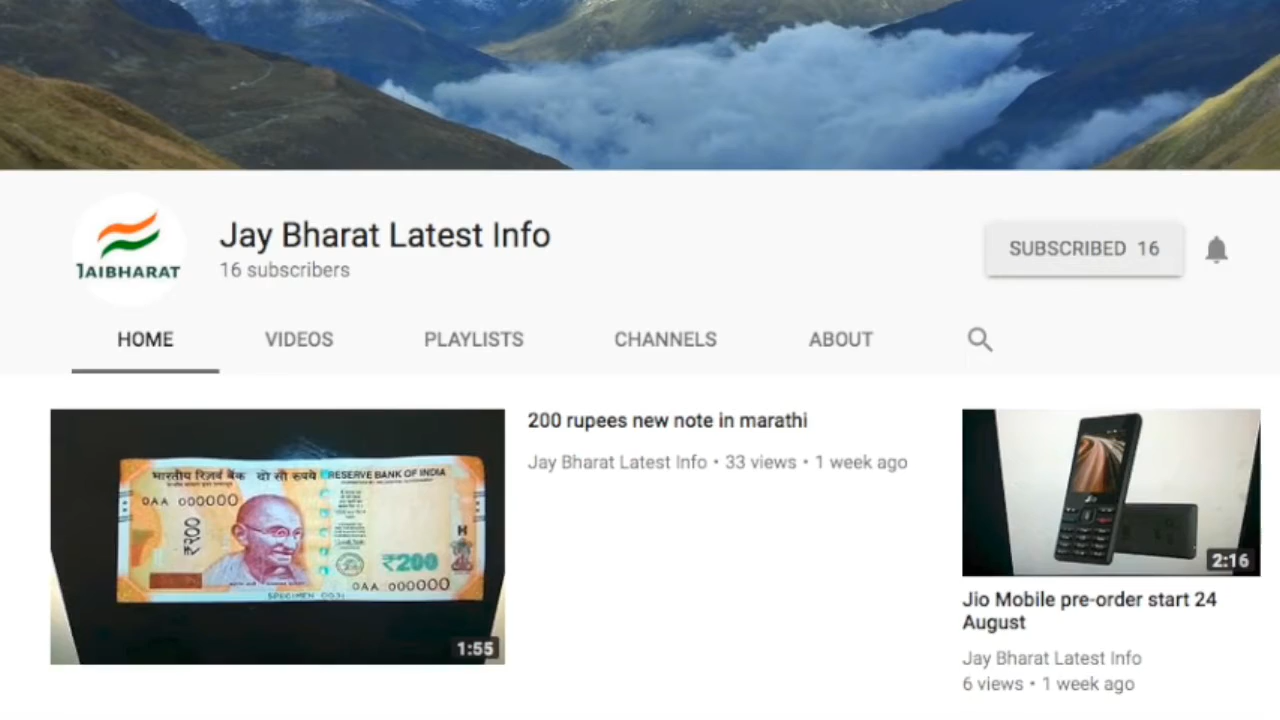 JAIBHARAT
Jay Bharat Latest Info
16 subscribers
SUBSCRIBED 16
HOME
VIDEOS
PLAYLISTS
CHANNELS
ABOUT
भारतीय रिज़र्व बैंक दो सौ रुपये RESERVE BANK OF INDIA
0AA 000000
₹200
₹200
0AA 000000
1:55
200 rupees new note in marathi
Jay Bharat Latest Info • 33 views • 1 week ago
Jio
2:16
Jio Mobile pre-order start 24
August
Jay Bharat Latest Info
6 views • 1 week ago